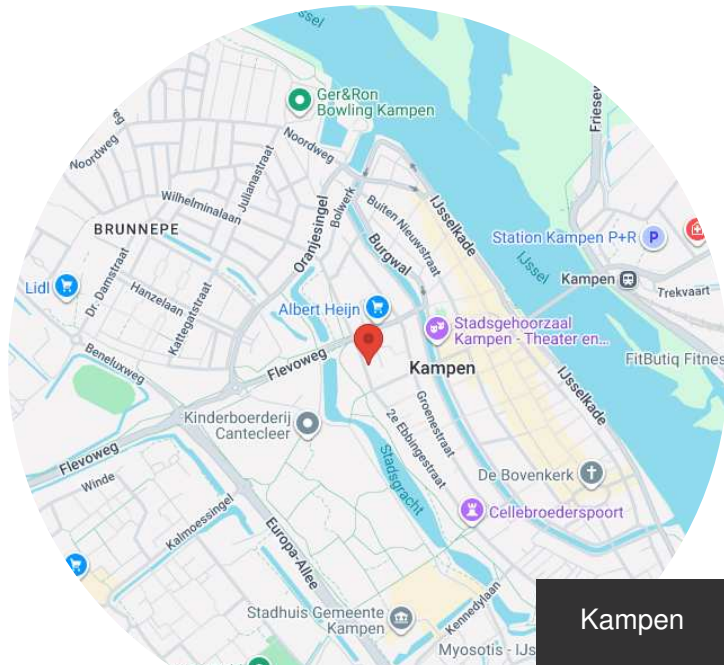 IJssel
Ger&Ron
Bowling Kampen
Noordweg
Noordweg
Julianastraat
Wilhelminalaan
BRUNNEPE
Oranjesingel
Bolwerk
Buiten Nieuwstraat
Burgwal
IJsselkade
Station Kampen P+R
P
IJssel
Kampen
Trekvaart
Lidl
Dr. Damstraat
Hanzelaan
Kattegatstraat
Albert Heijn
Stadsgehoorzaal
Kampen - Theater en...
FitButiq Fitnes
Beneluxweg
Flevoweg
Kampen
IJsselkade
Kinderboerderij
Cantecleer
2e Ebbingestraat
Groenestraat
Flevoweg
Winde
Stadsgracht
De Bovenkerk
Cellebroederspoort
Kalmoessingel
Europa-Allee
Stadhuis Gemeente
Kampen
Kennedylaan
Kampen
Myosotis - IJs